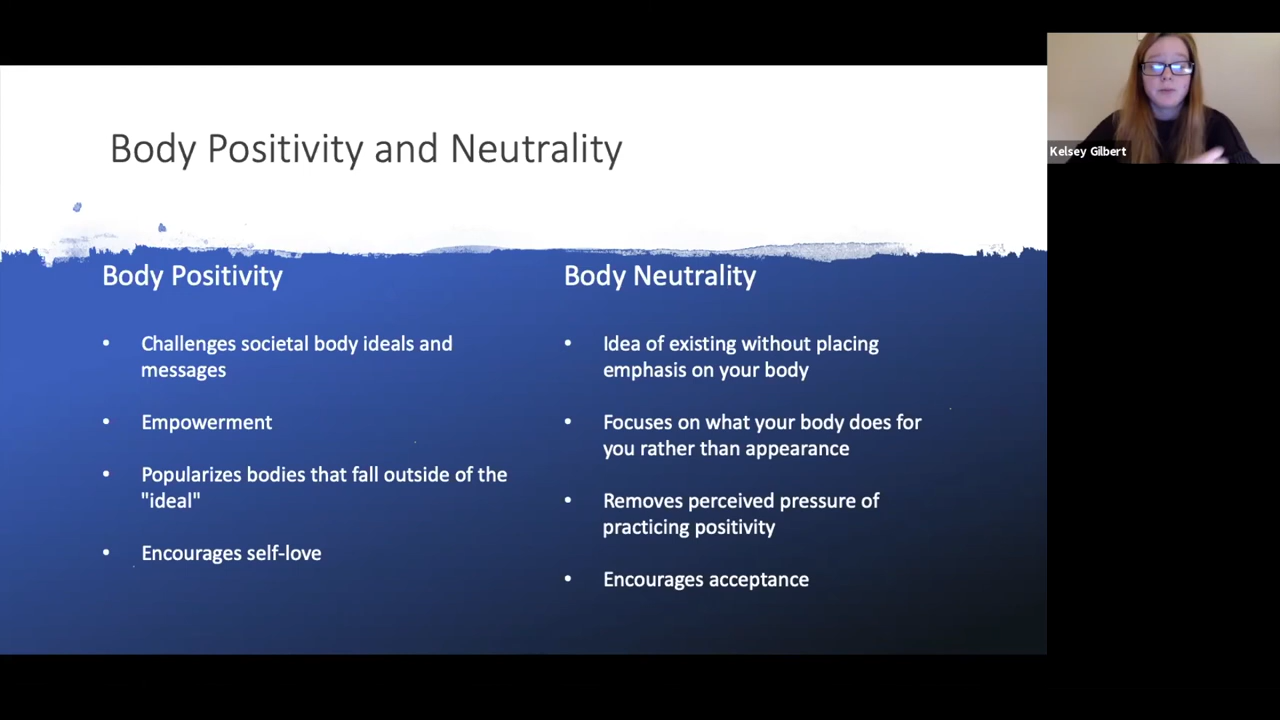 Body Positivity and Neutrality
Kelsey Gilbert
Body Positivity
• Challenges societal body ideals and
messages
• Empowerment
• Popularizes bodies that fall outside of the
"ideal"
• Encourages self-love
Body Neutrality
• Idea of existing without placing
emphasis on your body
• Focuses on what your body does for
you rather than appearance
• Removes perceived pressure of
practicing positivity
• Encourages acceptance